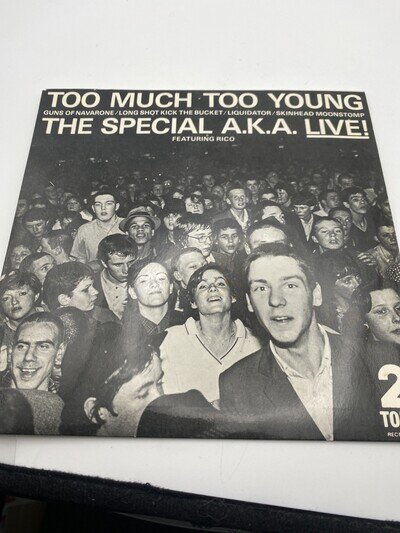 TOO MUCH TOO YOUNG
GUNS OF NAVARONE/LONG SHOT KICK THE BUCKET/LIQUIDATOR/SKINHEAD MOONSTOMP
THE SPECIAL A.K.A. LIVE!
FEATURING RICO
2
TO
REC